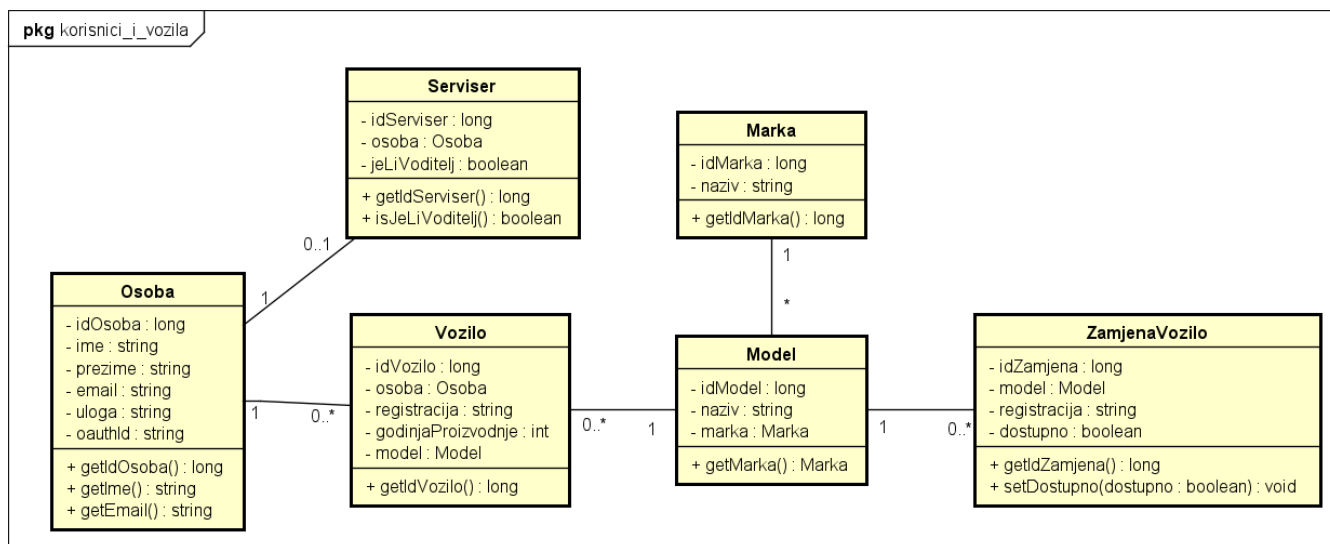 pkg korisnici_i_vozila
Serviser
- idServiser : long
- osoba : Osoba
- jeLiVoditelj : boolean
+ getIdServiser() : long
+ isJeLiVoditelj() : boolean
Marka
- idMarka : long
- naziv : string
+ getIdMarka() : long
0..1
1
1
*
Osoba
- idOsoba : long
- ime : string
- prezime : string
- email : string
- uloga : string
- oauthId : string
+ getIdOsoba() : long
+ getIme() : string
+ getEmail() : string
1
0..*
Vozilo
- idVozilo : long
- osoba : Osoba
- registracija : string
- godinjaProizvodnje : int
- model : Model
+ getIdVozilo() : long
0..*
1
Model
- idModel : long
- naziv : string
- marka : Marka
+ getMarka() : Marka
1
0..*
ZamjenaVozilo
- idZamjena : long
- model : Model
- registracija : string
- dostupno : boolean
+ getIdZamjena() : long
+ setDostupno(dostupno : boolean) : void